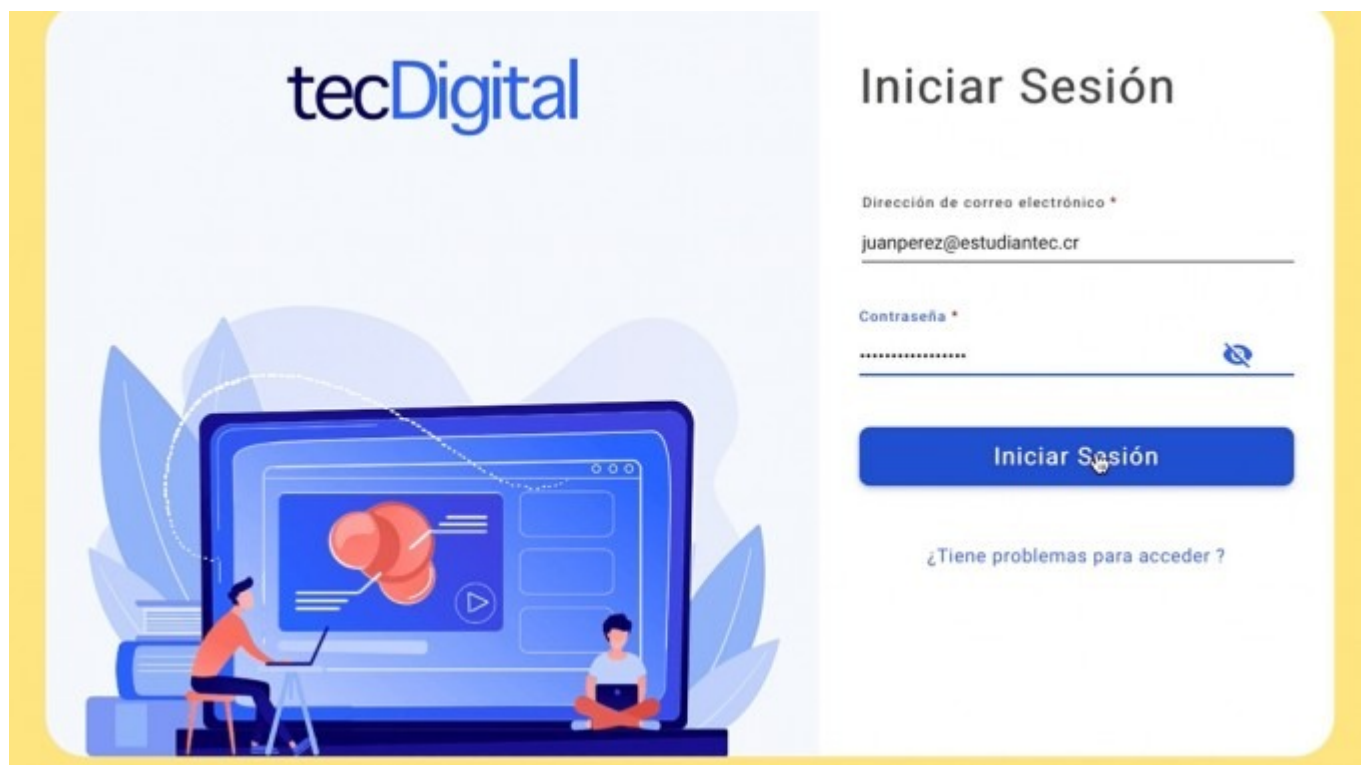 tecDigital
Iniciar Sesión
Dirección de correo electrónico *
juanperez@estudiantec.cr
Contraseña *
Iniciar Sesión
¿Tiene problemas para acceder ?